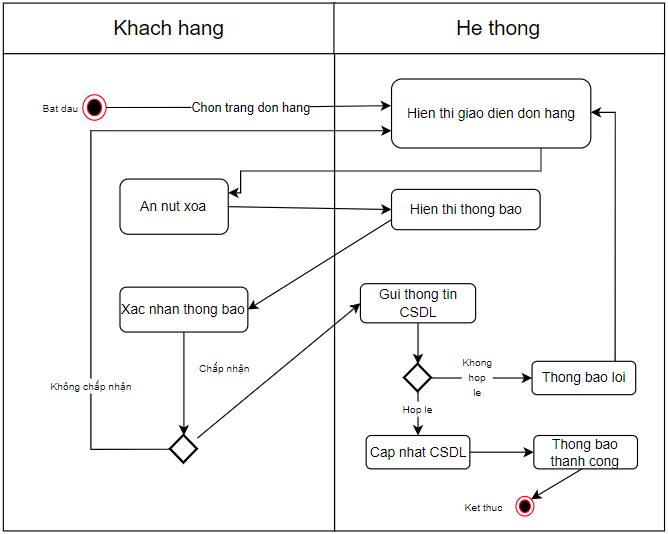 Khach hang
He thong
Bat dau
Chon trang don hang
Hien thi giao dien don hang
An nut xoa
Hien thi thong bao
Xac nhan thong bao
Gui thong tin
CSDL
Chấp nhận
Không chấp nhận
Khong
hop
le
Thong bao loi
Hop le
Cap nhat CSDL
Thong bao
thanh cong
Ket thuc